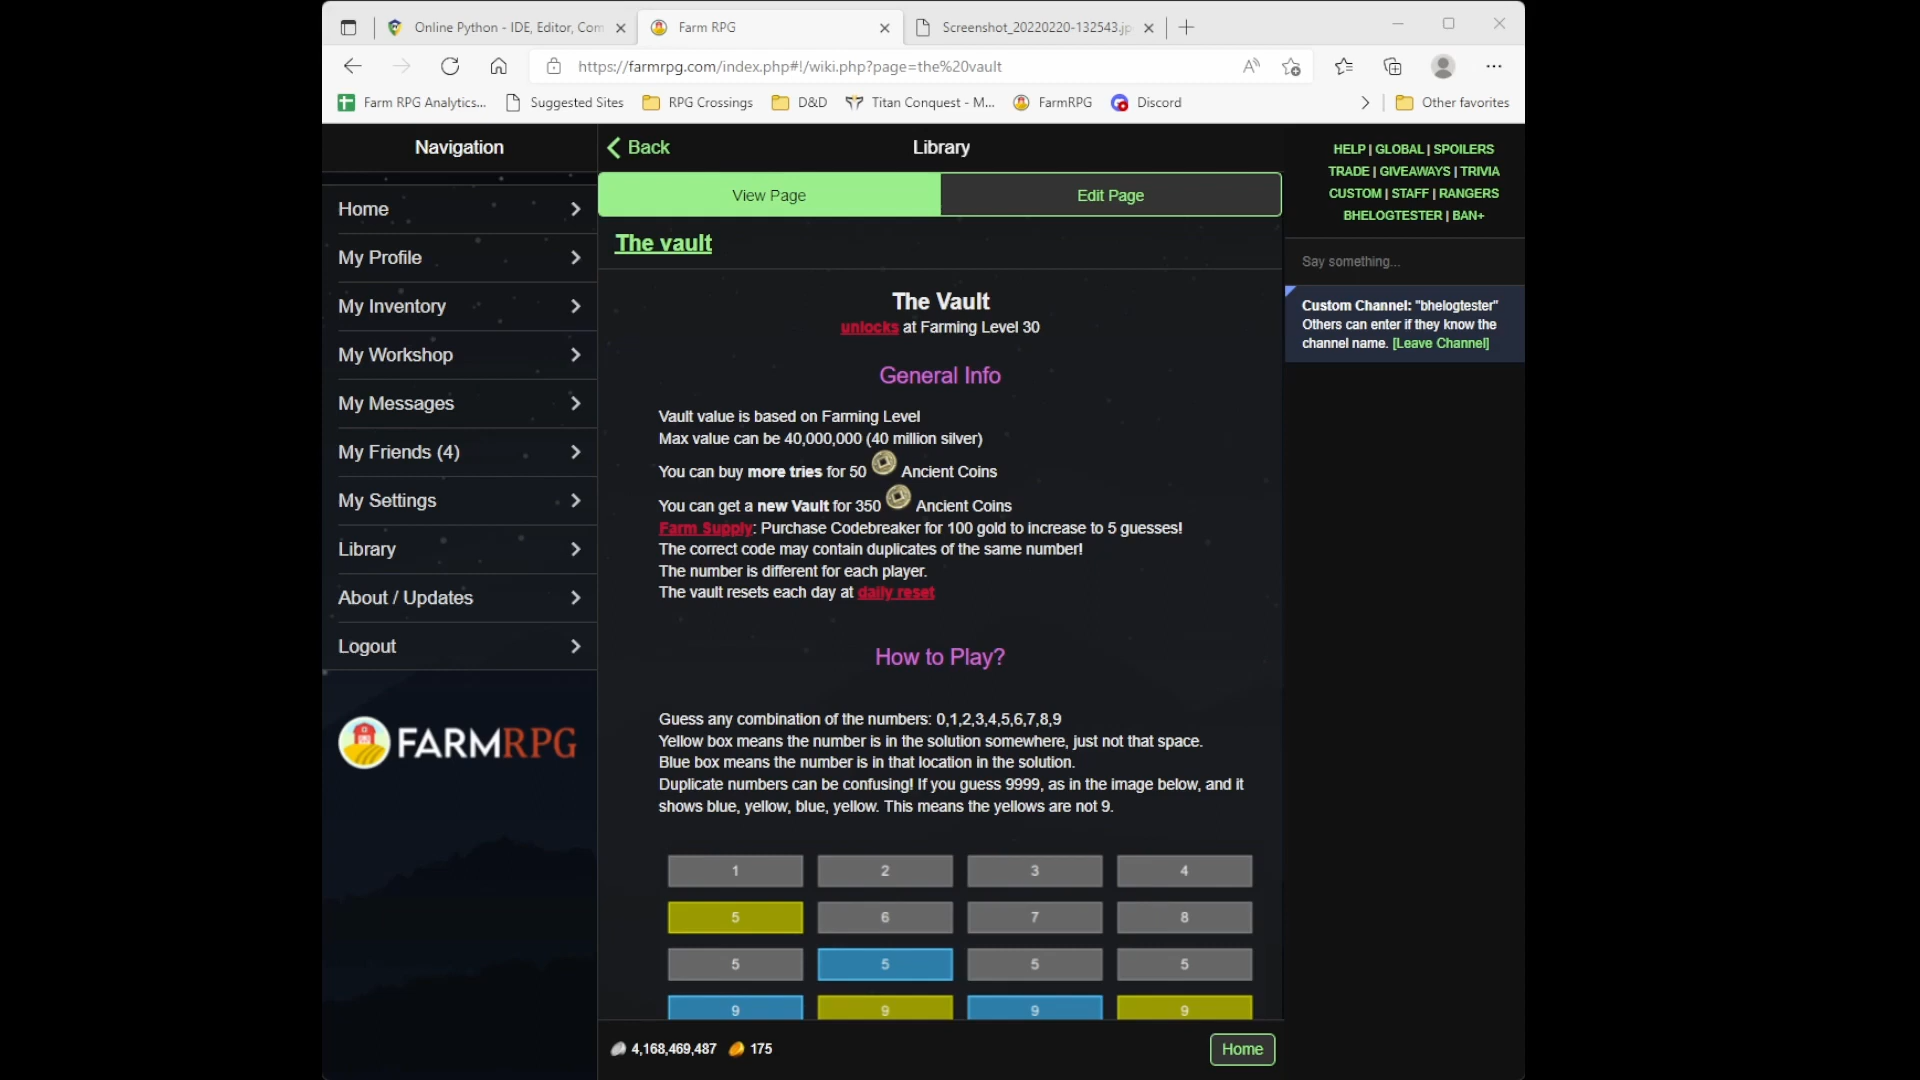 Online Python - IDE, Editor, Com
Farm RPG
Screenshot_20220220-132543.jp
https://farmrpg.com/index.php#!/wiki.php?page=the%20vault
Farm RPG Analytics...
Suggested Sites
RPG Crossings
D&D
Titan Conquest - M...
FarmRPG
Discord
Other favorites
Navigation
Home
My Profile
My Inventory
My Workshop
My Messages
My Friends (4)
My Settings
Library
About / Updates
Logout
FARMRPG
Back
Library
View Page
Edit Page
The vault
The Vault
unlocks at Farming Level 30
General Info
Vault value is based on Farming Level
Max value can be 40,000,000 (40 million silver)
You can buy more tries for 50 Ancient Coins
You can get a new Vault for 350 Ancient Coins
Farm Supply: Purchase Codebreaker for 100 gold to increase to 5 guesses!
The correct code may contain duplicates of the same number!
The number is different for each player.
The vault resets each day at daily reset
How to Play?
Guess any combination of the numbers: 0,1,2,3,4,5,6,7,8,9
Yellow box means the number is in the solution somewhere, just not that space.
Blue box means the number is in that location in the solution.
Duplicate numbers can be confusing! If you guess 9999, as in the image below, and it
shows blue, yellow, blue, yellow. This means the yellows are not 9.
1 2 3 4
5 6 7 8
5 5 5 5
9 9 9 9
4,168,469,487 175
Home
HELP | GLOBAL | SPOILERS
TRADE | GIVEAWAYS | TRIVIA
CUSTOM | STAFF | RANGERS
BHELOGTESTER | BAN+
Say something...
Custom Channel: "bhelogtester"
Others can enter if they know the
channel name. [Leave Channel]